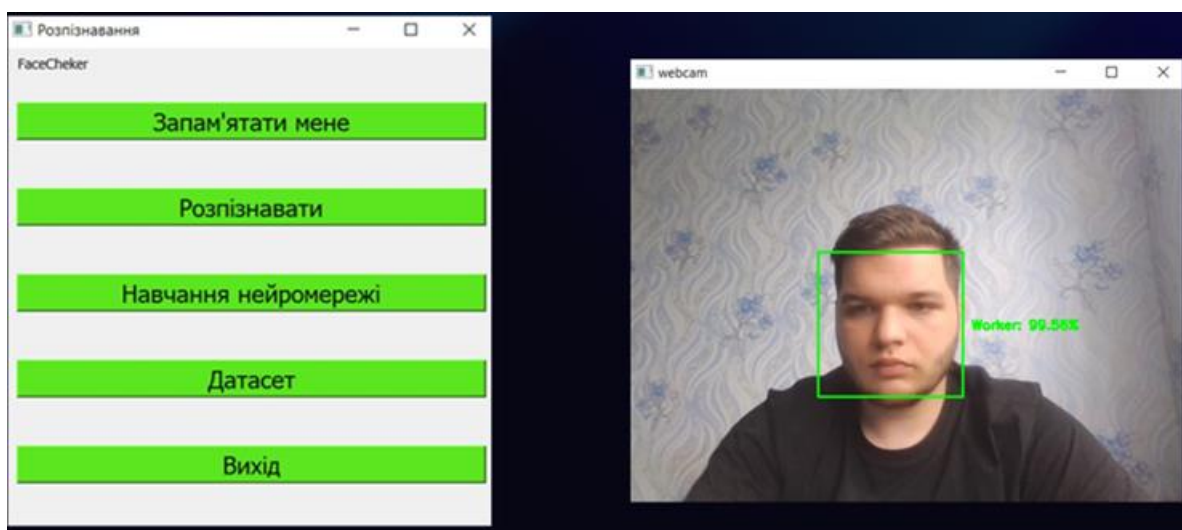 Розпізнавання
FaceCheker
Запам'ятати мене
Розпізнавати
Навчання нейромережі
Датасет
Вихід
webcam
Worker: 99.56%